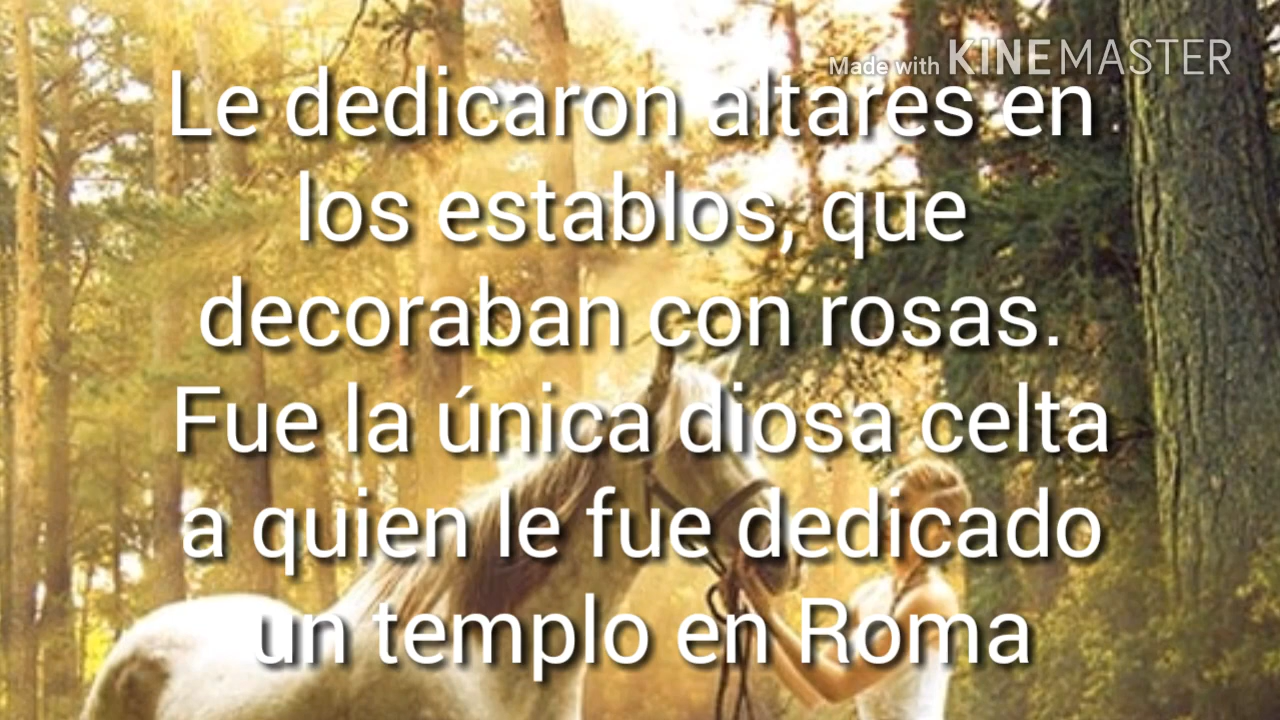 Made with KINEMASTER
Le dedicaron altares en
los establos, que
decoraban con rosas.
Fue la única diosa celta
a quien le fue dedicado
un templo en Roma